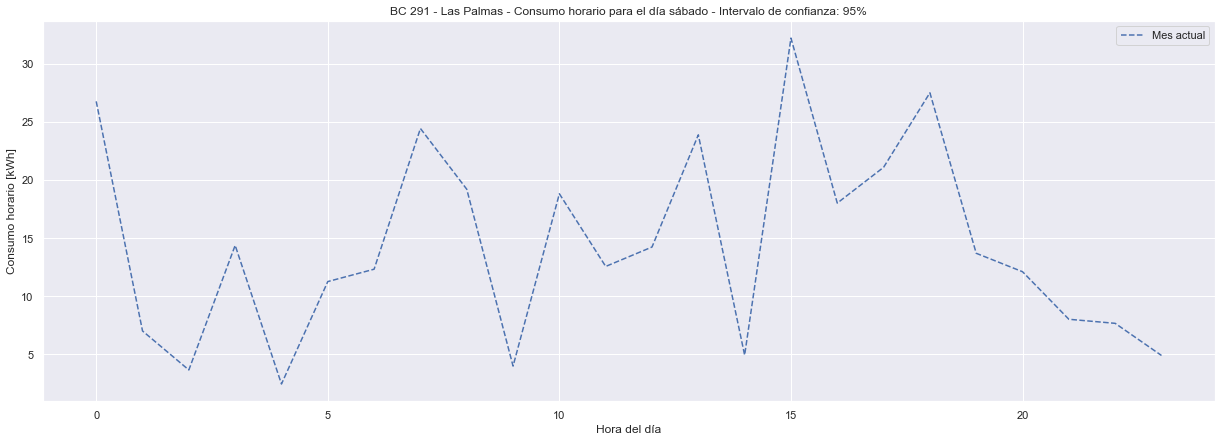 BC 291 - Las Palmas - Consumo horario para el día sábado - Intervalo de confianza: 95%
Mes actual
Consumo horario [kWh]
30
25
20
15
10
5
0
5
10
15
20
Hora del día